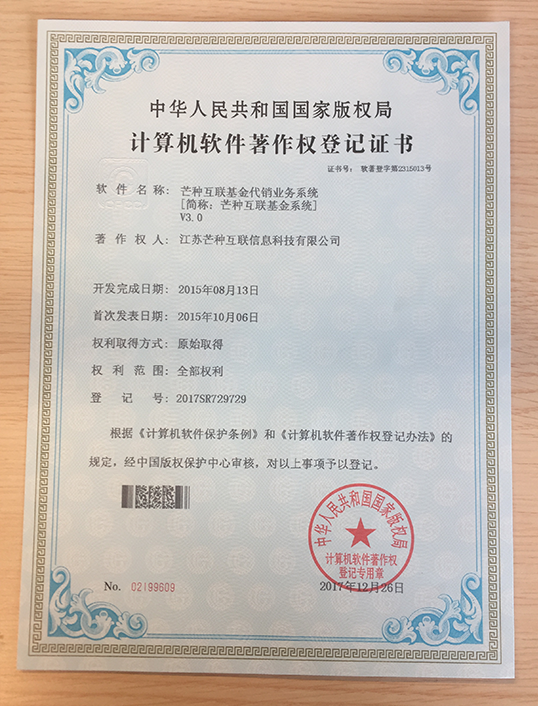 中华人民共和国国家版权局
计算机软件著作权登记证书
证书号： 软著登字第2315013号
软件名称： 芒种互联基金代销业务系统
[简称：芒种互联基金系统]
V3.0
著作权人： 江苏芒种互联信息科技有限公司
开发完成日期： 2015年08月13日
首次发表日期： 2015年10月06日
权利取得方式： 原始取得
权利范围： 全部权利
登记号： 2017SR729729
根据《计算机软件保护条例》和《计算机软件著作权登记办法》的
规定，经中国版权保护中心审核，对以上事项予以登记。
中华人民共和国国家版权局
计算机软件著作权
登记专用章
No. 02199609
2017年12月26日